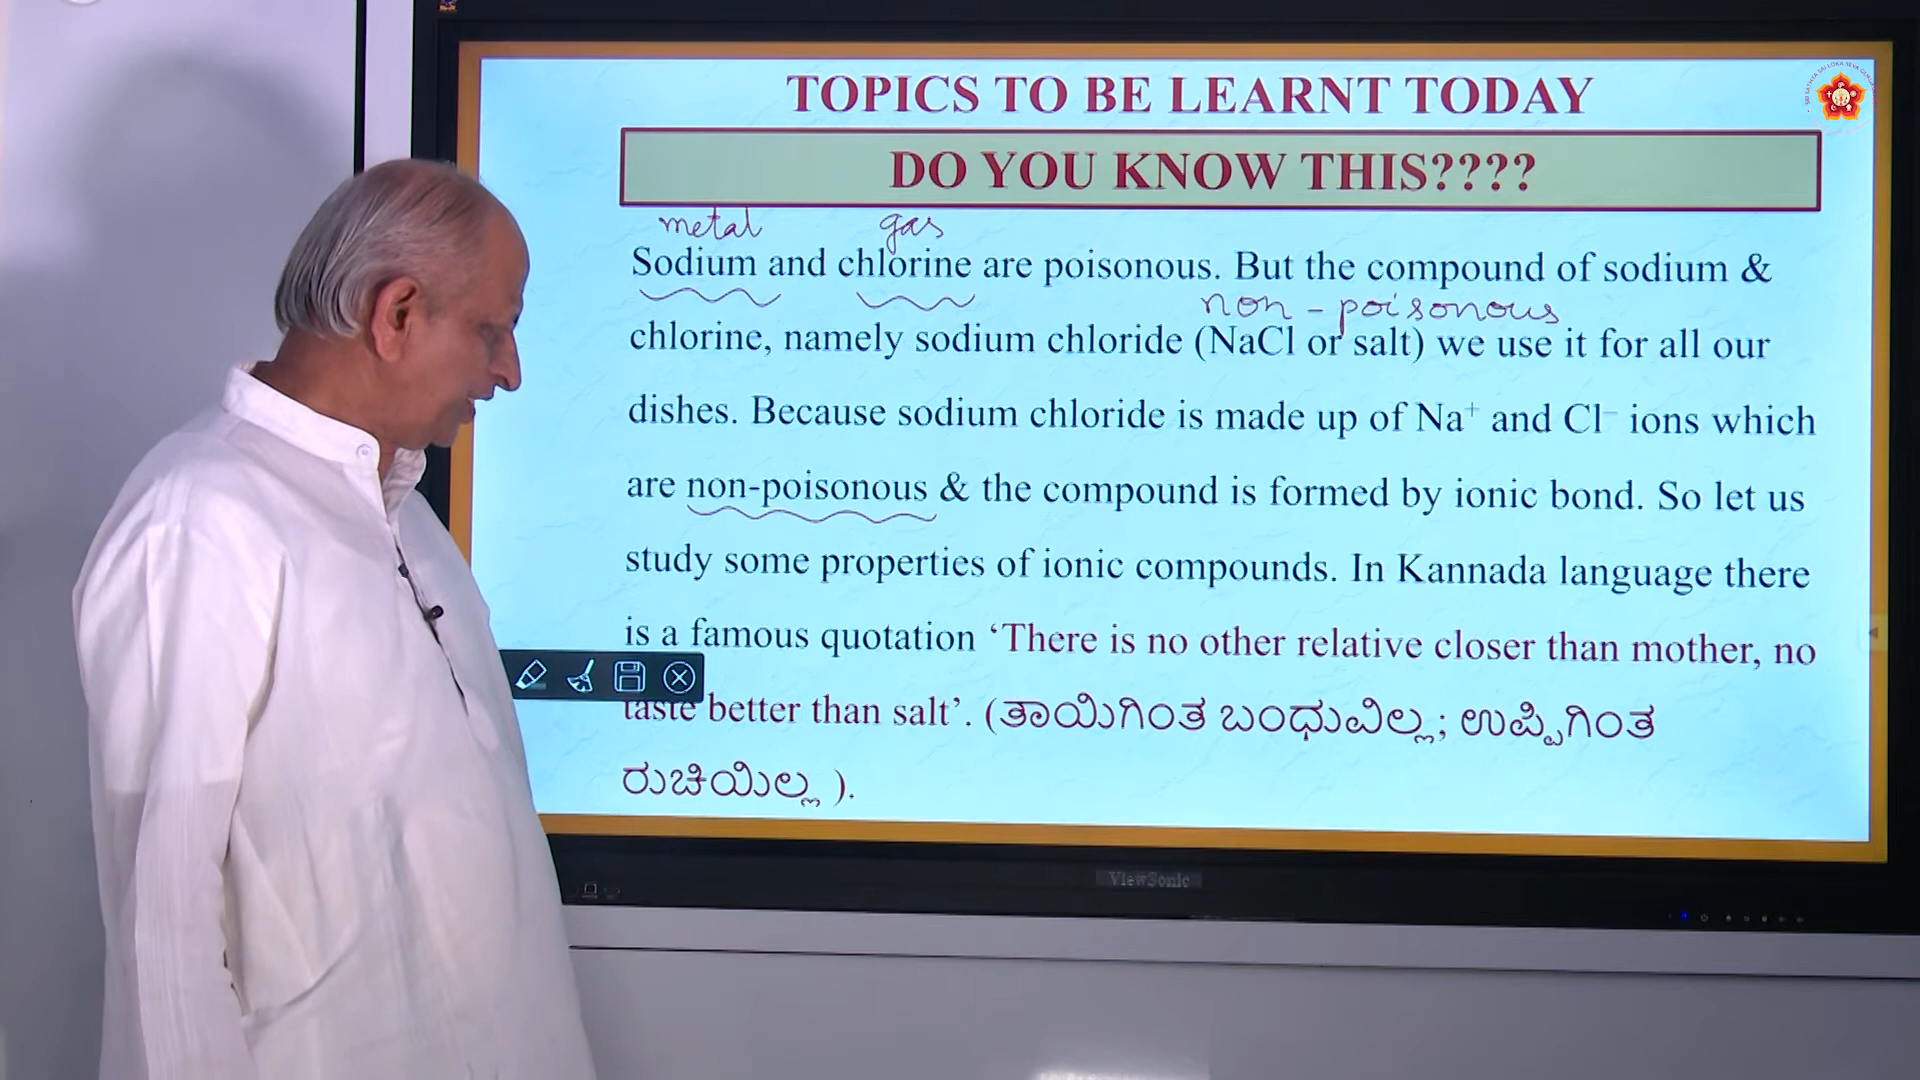 TOPICS TO BE LEARNT TODAY
DO YOU KNOW THIS????
metal gas
Sodium and chlorine are poisonous. But the compound of sodium &
non-poisonous
chlorine, namely sodium chloride (NaCl or salt) we use it for all our
dishes. Because sodium chloride is made up of Na⁺ and Cl⁻ ions which
are non-poisonous & the compound is formed by ionic bond. So let us
study some properties of ionic compounds. In Kannada language there
is a famous quotation ‘There is no other relative closer than mother, no
taste better than salt’. (ತಾಯಿಗಿಂತ ಬಂಧುವಿಲ್ಲ; ಉಪ್ಪಿಗಿಂತ
ರುಚಿಯಿಲ್ಲ ).
ViewSonic